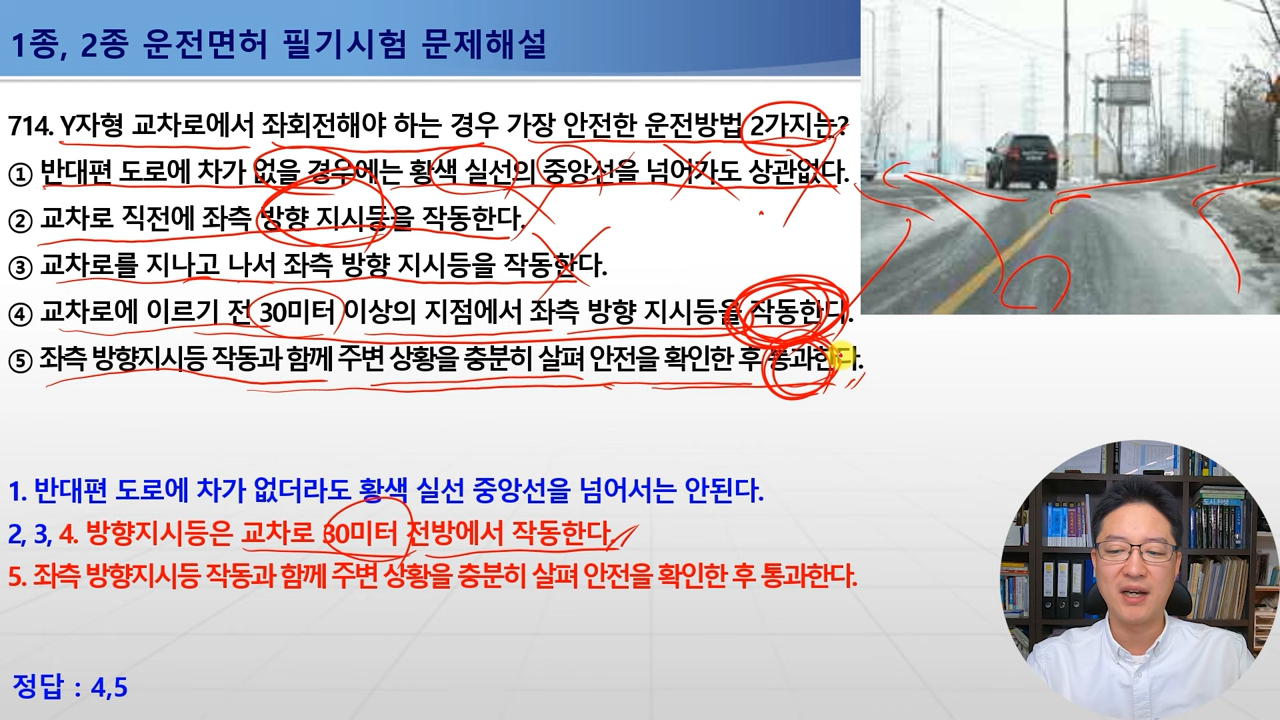 1종, 2종 운전면허 필기시험 문제해설
714. Y자형 교차로에서 좌회전해야 하는 경우 가장 안전한 운전방법 2가지는?
① 반대편 도로에 차가 없을 경우에는 황색 실선의 중앙선을 넘어가도 상관없다.
② 교차로 직전에 좌측 방향 지시등을 작동한다.
③ 교차로를 지나고 나서 좌측 방향 지시등을 작동한다.
④ 교차로에 이르기 전 30미터 이상의 지점에서 좌측 방향 지시등을 작동한다.
⑤ 좌측 방향지시등 작동과 함께 주변 상황을 충분히 살펴 안전을 확인한 후 통과한다.
1. 반대편 도로에 차가 없더라도 황색 실선 중앙선을 넘어서는 안된다.
2, 3, 4. 방향지시등은 교차로 30미터 전방에서 작동한다.
5. 좌측 방향지시등 작동과 함께 주변 상황을 충분히 살펴 안전을 확인한 후 통과한다.
정답 : 4,5